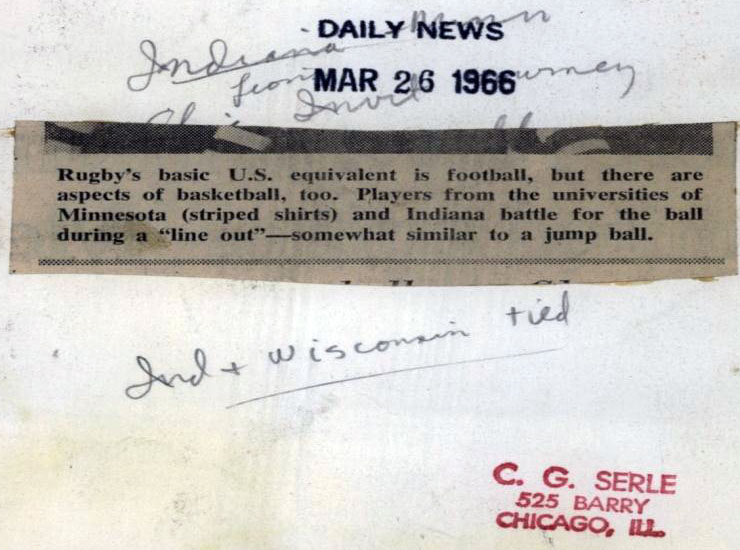 DAILY NEWS
Indiana
MAR 26 1966
Rugby's basic U.S. equivalent is football, but there are
aspects of basketball, too. Players from the universities of
Minnesota (striped shirts) and Indiana battle for the ball
during a "line out"—somewhat similar to a jump ball.
Ind + Wisconsin tied
C. G. SERLE
525 BARRY
CHICAGO, ILL.